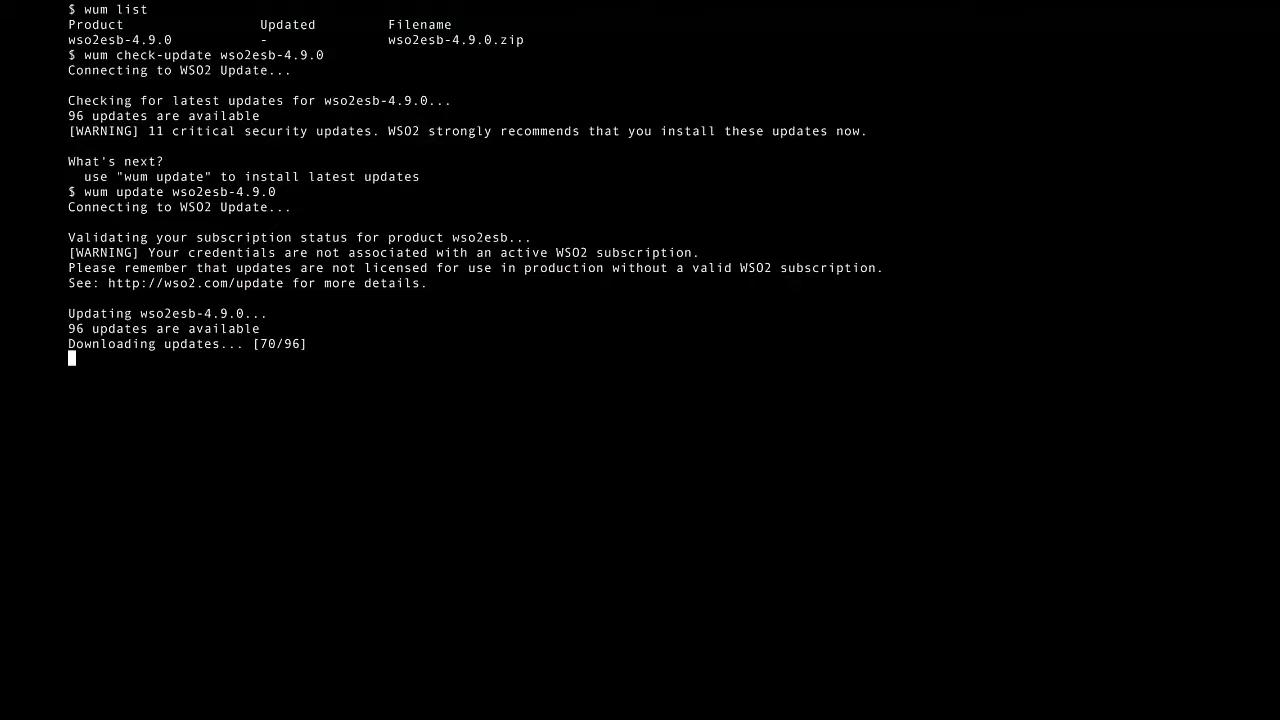 $ wum list
Product Updated Filename
wso2esb-4.9.0 - wso2esb-4.9.0.zip
$ wum check-update wso2esb-4.9.0
Connecting to WSO2 Update...
Checking for latest updates for wso2esb-4.9.0...
96 updates are available
[WARNING] 11 critical security updates. WSO2 strongly recommends that you install these updates now.
What's next?
use "wum update" to install latest updates
$ wum update wso2esb-4.9.0
Connecting to WSO2 Update...
Validating your subscription status for product wso2esb...
[WARNING] Your credentials are not associated with an active WSO2 subscription.
Please remember that updates are not licensed for use in production without a valid WSO2 subscription.
See: http://wso2.com/update for more details.
Updating wso2esb-4.9.0...
96 updates are available
Downloading updates... [70/96]